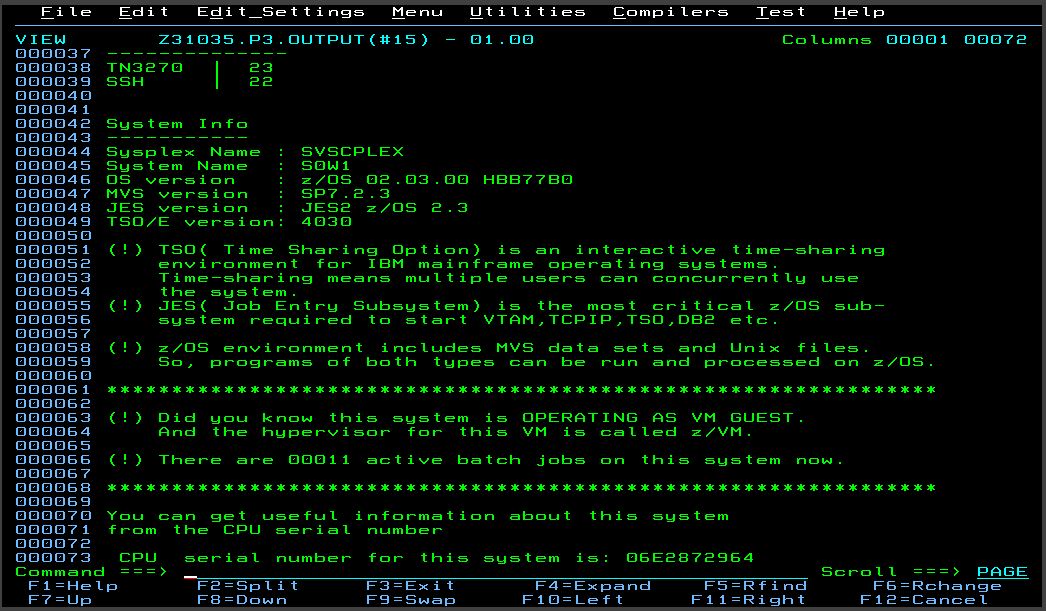 File  Edit  Edit_Settings  Menu  Utilities  Compilers  Test  Help
VIEW       Z31035.P3.OUTPUT(#15) - 01.00                   Columns 00001 00072
000037 --------------
000038 TN3270  |  23
000039 SSH     |  22
000040
000041
000042 System Info
000043 -----------
000044 Sysplex Name : SVSCPLEX
000045 System Name  : S0W1
000046 OS version   : z/OS 02.03.00 HBB77B0
000047 MVS version  : SP7.2.3
000048 JES version  : JES2 z/OS 2.3
000049 TSO/E version: 4030
000050
000051 (!) TSO( Time Sharing Option) is an interactive time-sharing
000052     environment for IBM mainframe operating systems.
000053     Time-sharing means multiple users can concurrently use
000054     the system.
000055 (!) JES( Job Entry Subsystem) is the most critical z/OS sub-
000056     system required to start VTAM,TCPIP,TSO,DB2 etc.
000057
000058 (!) z/OS environment includes MVS data sets and Unix files.
000059     So, programs of both types can be run and processed on z/OS.
000060
000061 ****************************************************************
000062
000063 (!) Did you know this system is OPERATING AS VM GUEST.
000064     And the hypervisor for this VM is called z/VM.
000065
000066 (!) There are 00011 active batch jobs on this system now.
000067
000068 ****************************************************************
000069
000070 You can get useful information about this system
000071 from the CPU serial number
000072
000073  CPU  serial number for this system is: 06E2872964
Command ===> _ Scroll ===> PAGE
F1=Help      F2=Split     F3=Exit      F4=Expand    F5=Rfind     F6=Rchange
F7=Up        F8=Down      F9=Swap      F10=Left     F11=Right    F12=Cancel